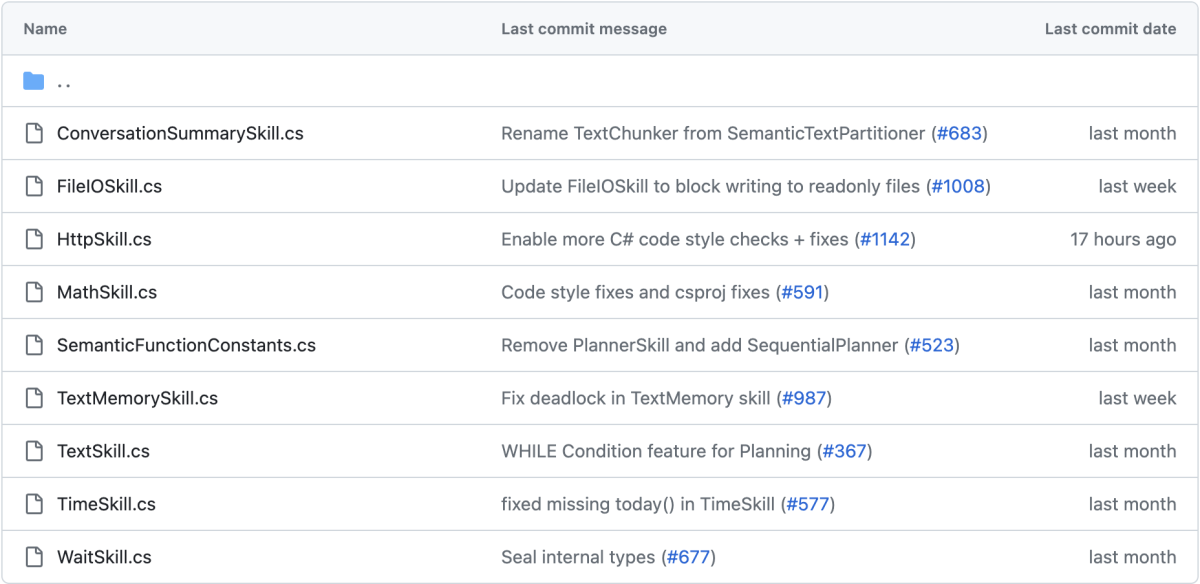 Name Last commit message Last commit date
..
ConversationSummarySkill.cs Rename TextChunker from SemanticTextPartitioner (#683) last month
FileIOSkill.cs Update FileIOSkill to block writing to readonly files (#1008) last week
HttpSkill.cs Enable more C# code style checks + fixes (#1142) 17 hours ago
MathSkill.cs Code style fixes and csproj fixes (#591) last month
SemanticFunctionConstants.cs Remove PlannerSkill and add SequentialPlanner (#523) last month
TextMemorySkill.cs Fix deadlock in TextMemory skill (#987) last week
TextSkill.cs WHILE Condition feature for Planning (#367) last month
TimeSkill.cs fixed missing today() in TimeSkill (#577) last month
WaitSkill.cs Seal internal types (#677) last month